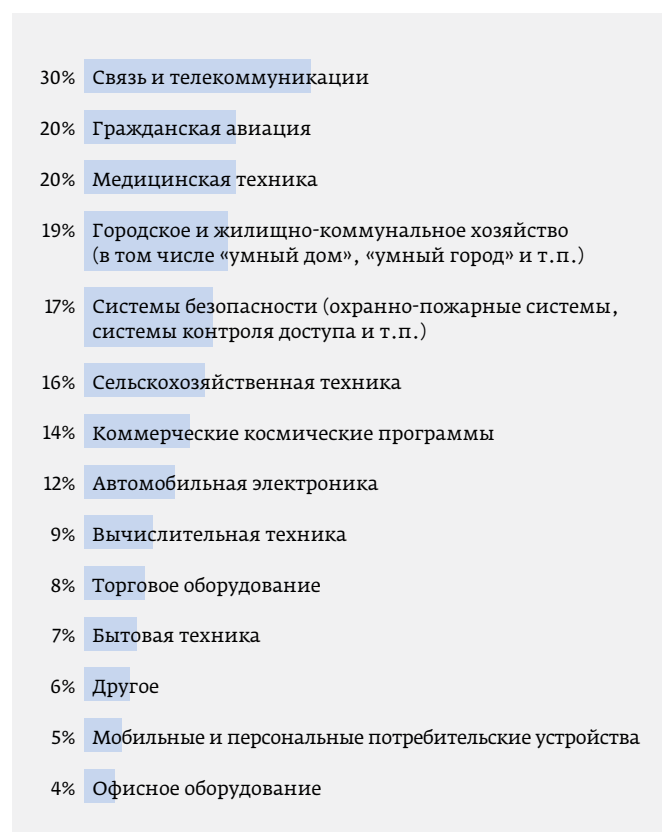 30% Связь и телекоммуникации
20% Гражданская авиация
20% Медицинская техника
19% Городское и жилищно-коммунальное хозяйство
(в том числе «умный дом», «умный город» и т.п.)
17% Системы безопасности (охранно-пожарные системы,
системы контроля доступа и т.п.)
16% Сельскохозяйственная техника
14% Коммерческие космические программы
12% Автомобильная электроника
9% Вычислительная техника
8% Торговое оборудование
7% Бытовая техника
6% Другое
5% Мобильные и персональные потребительские устройства
4% Офисное оборудование